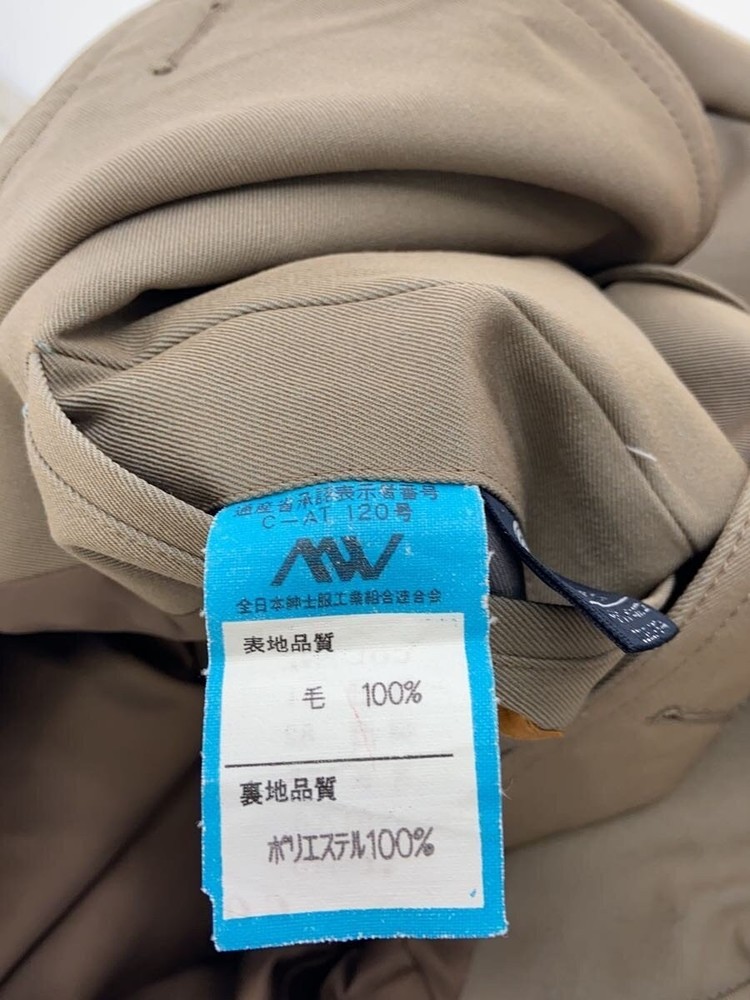 通産省承認表示者番号
C-AT 120号
全日本紳士服工業組合連合会
表地品質
毛 100%
裏地品質
ポリエステル100%